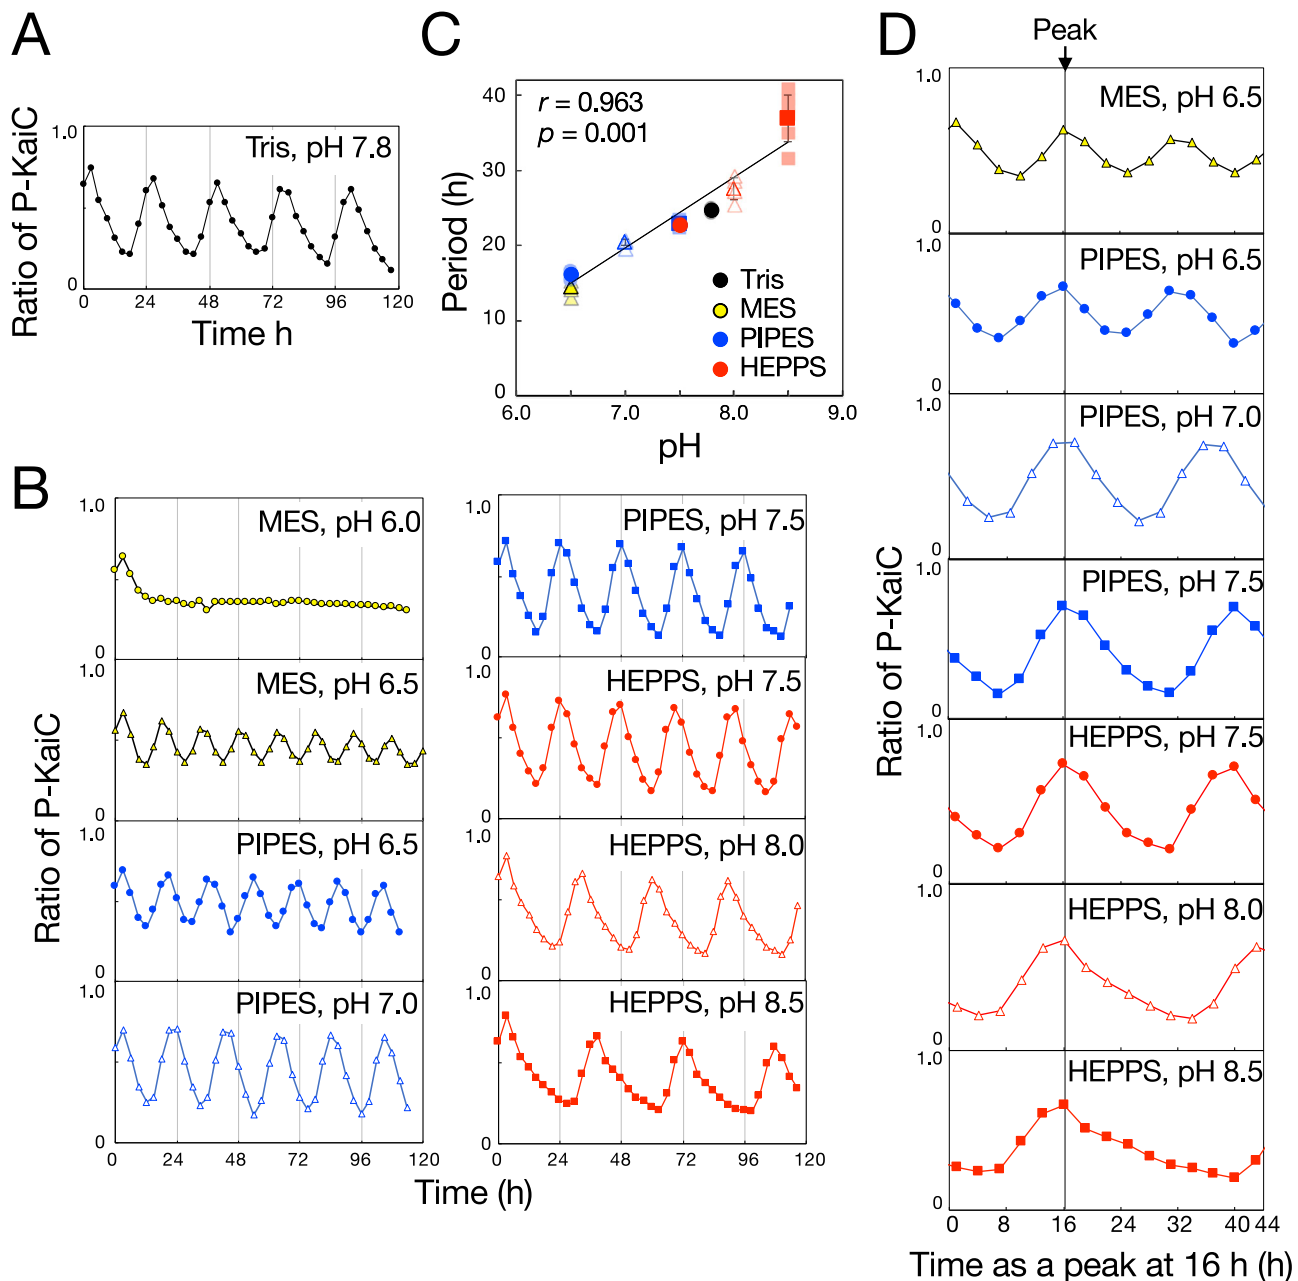 A
Ratio of P-KaiC
1.0
0
Tris, pH 7.8
0 24 48 72 96 120
Time h
C
Period (h)
40
30
20
10
0
r = 0.963
p = 0.001
Tris
MES
PIPES
HEPPS
6.0 7.0 8.0 9.0
pH
B
Ratio of P-KaiC
1.0
MES, pH 6.0
0
1.0
MES, pH 6.5
0
1.0
PIPES, pH 6.5
0
1.0
PIPES, pH 7.0
0
0 24 48 72 96 120
1.0
PIPES, pH 7.5
0
1.0
HEPPS, pH 7.5
0
1.0
HEPPS, pH 8.0
0
1.0
HEPPS, pH 8.5
0
0 24 48 72 96 120
Time (h)
D
Peak
Ratio of P-KaiC
1.0
MES, pH 6.5
0
1.0
PIPES, pH 6.5
0
1.0
PIPES, pH 7.0
0
1.0
PIPES, pH 7.5
0
1.0
HEPPS, pH 7.5
0
1.0
HEPPS, pH 8.0
0
1.0
HEPPS, pH 8.5
0
0 8 16 24 32 40 44
Time as a peak at 16 h (h)